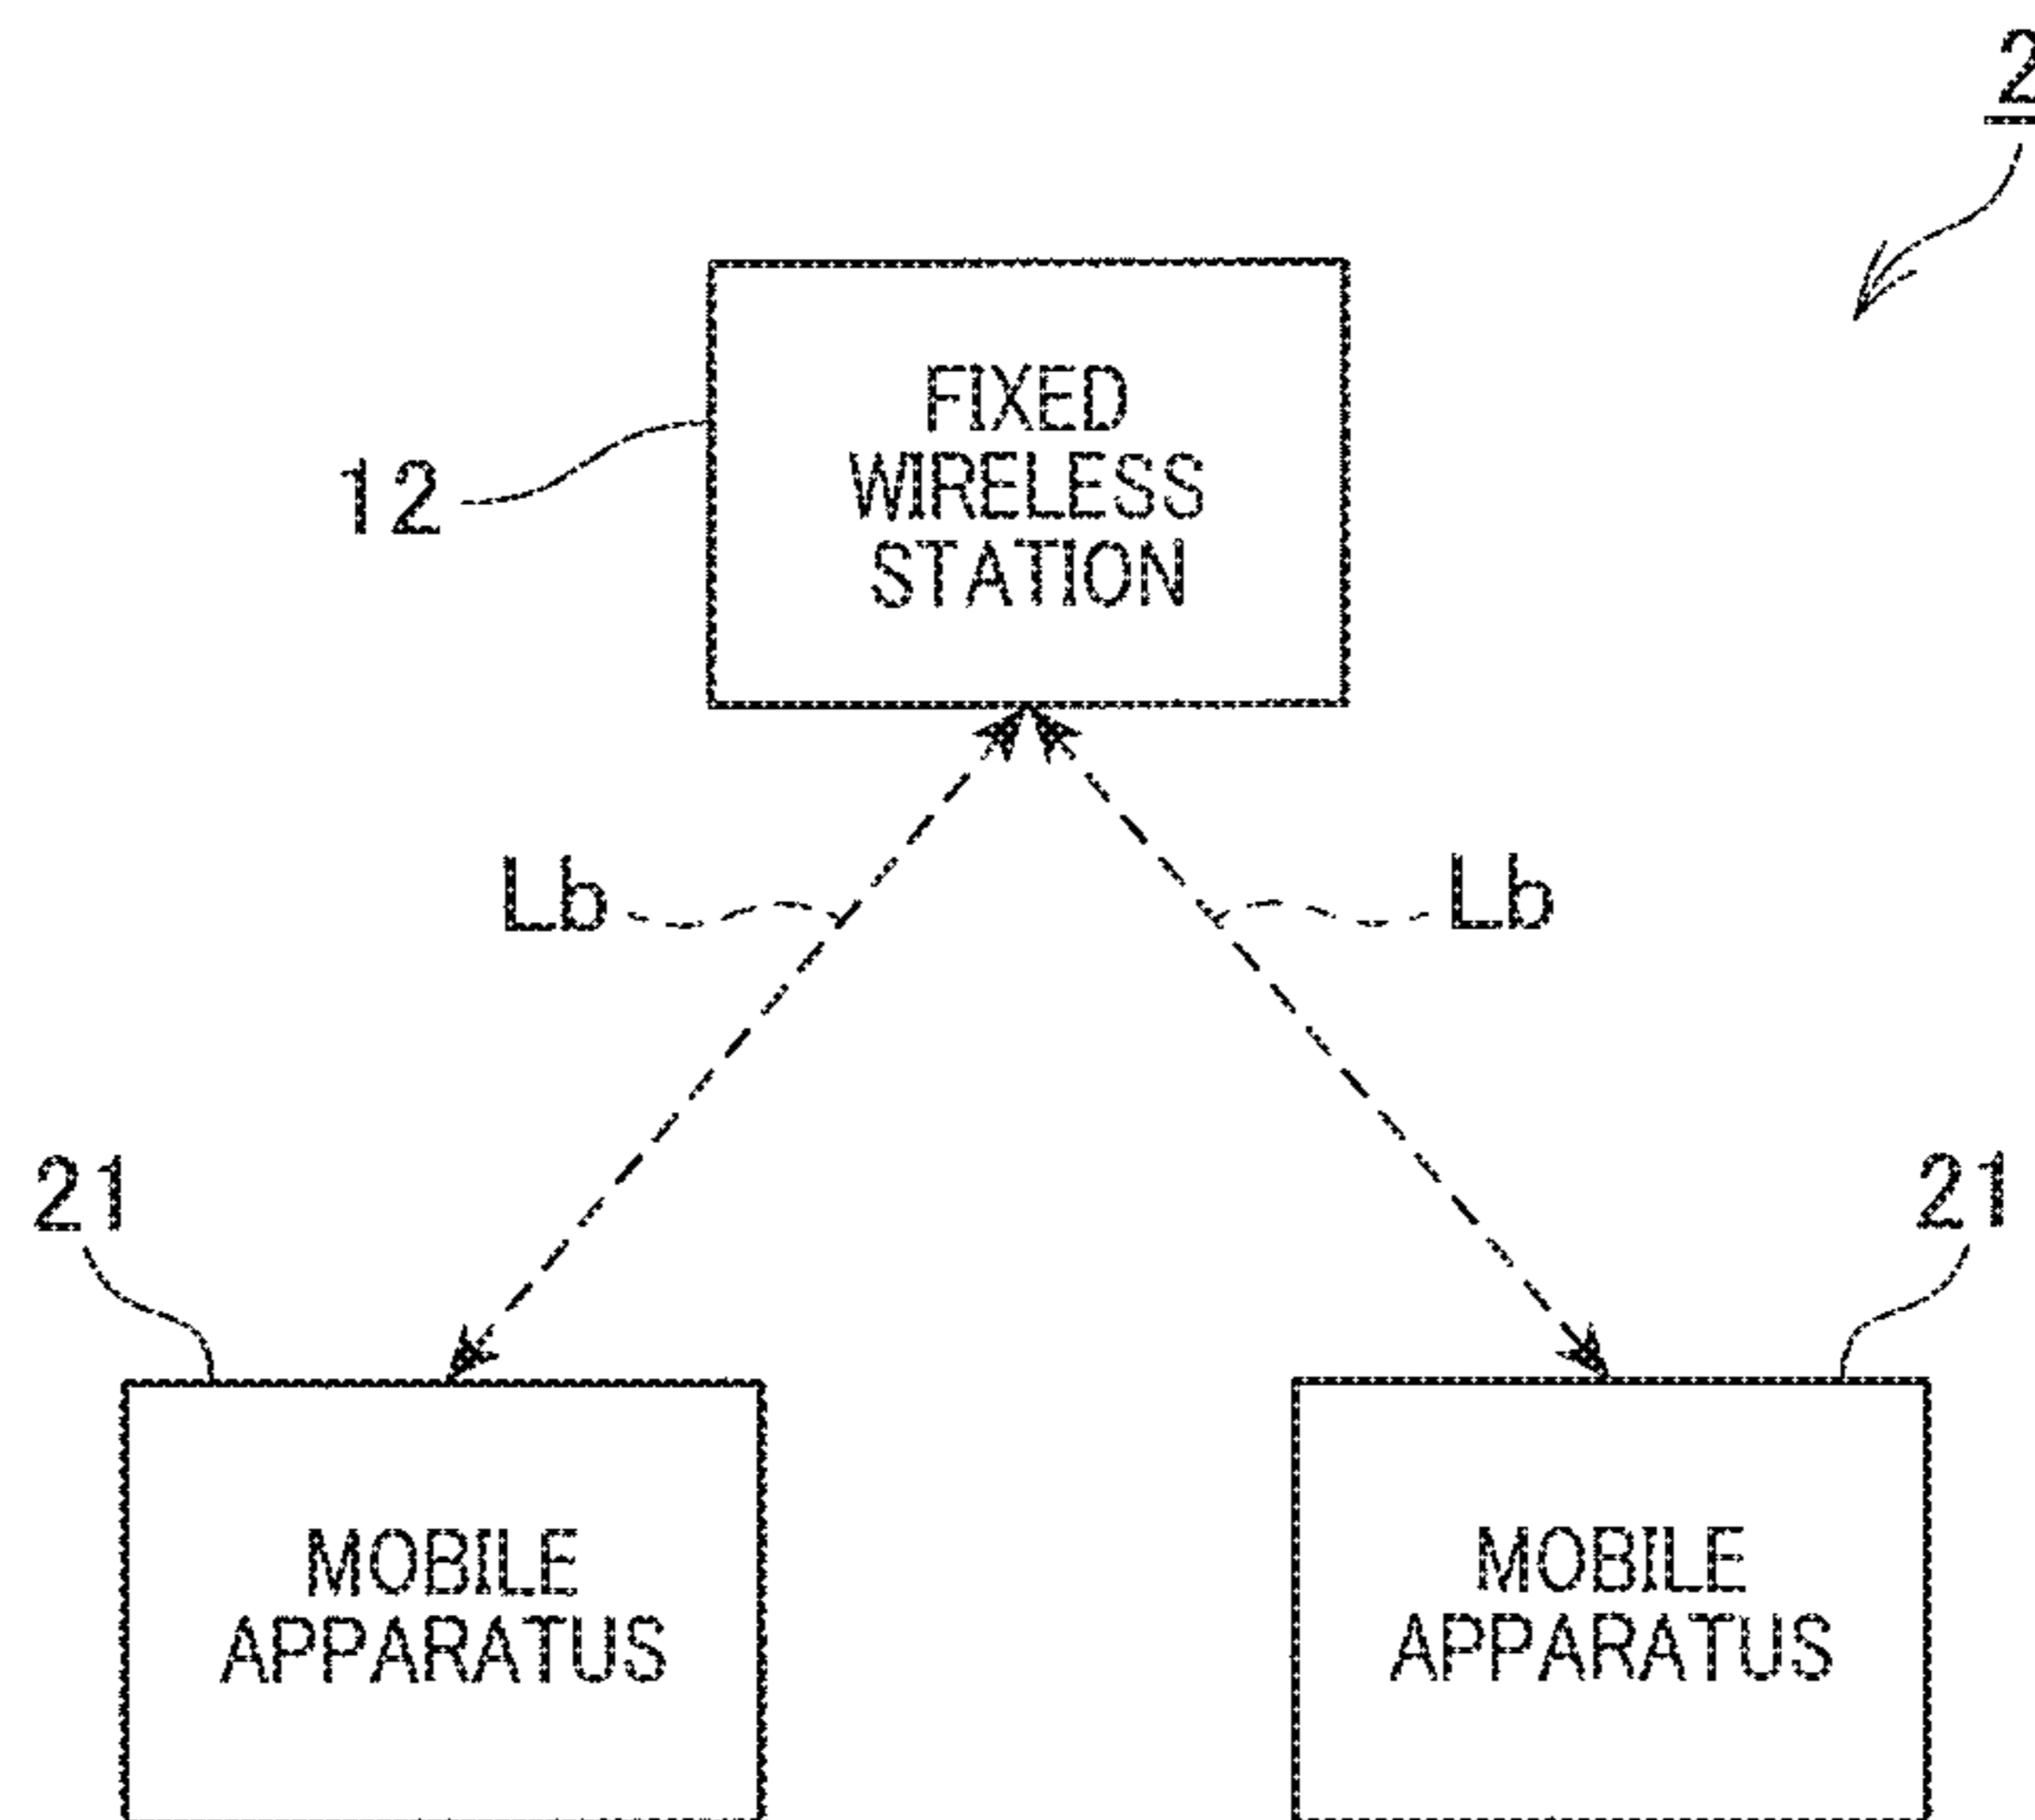 2
FIXED
WIRELESS
STATION
12
Lb
Lb
21
21
MOBILE
APPARATUS
MOBILE
APPARATUS